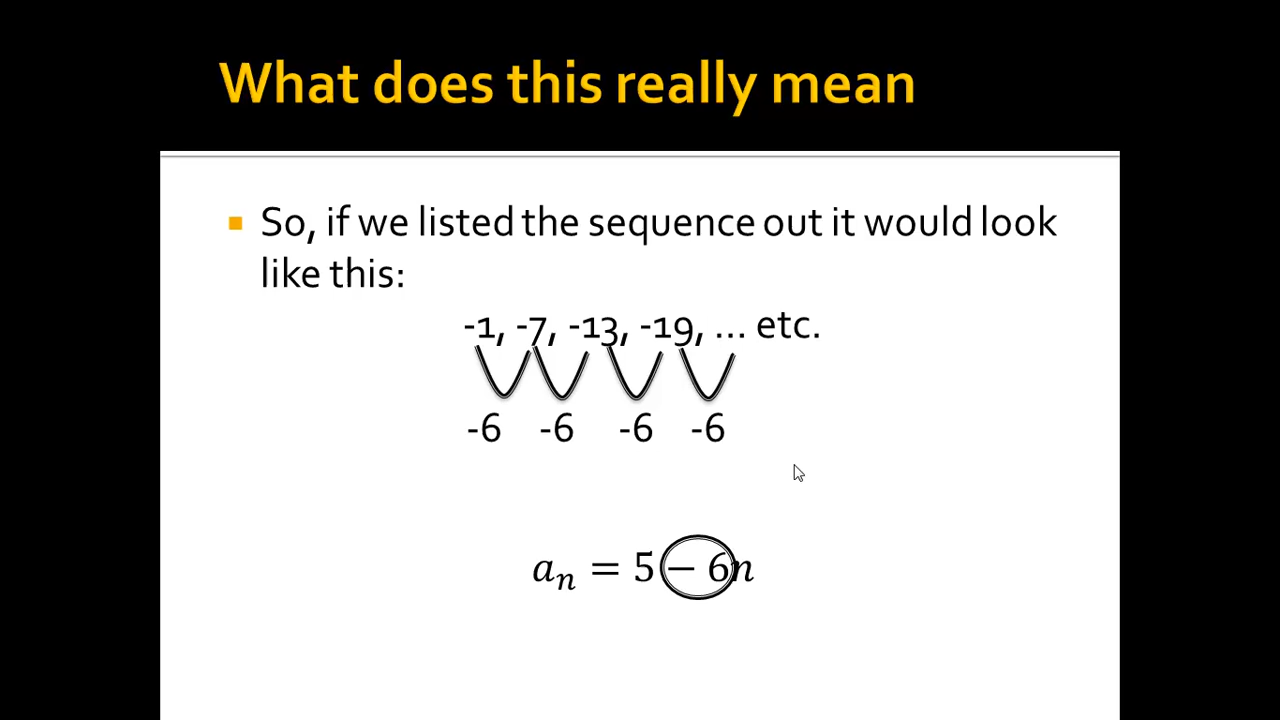 What does this really mean
So, if we listed the sequence out it would look
like this:
-1, -7, -13, -19, … etc.
-6 -6 -6 -6
aₙ = 5 − 6n